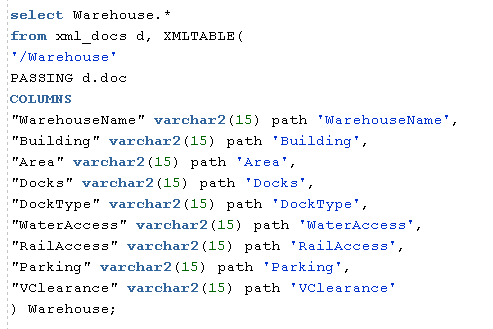 select Warehouse.*
from xml_docs d, XMLTABLE(
'/Warehouse'
PASSING d.doc
COLUMNS
"WarehouseName" varchar2(15) path 'WarehouseName',
"Building" varchar2(15) path 'Building',
"Area" varchar2(15) path 'Area',
"Docks" varchar2(15) path 'Docks',
"DockType" varchar2(15) path 'DockType',
"WaterAccess" varchar2(15) path 'WaterAccess',
"RailAccess" varchar2(15) path 'RailAccess',
"Parking" varchar2(15) path 'Parking',
"VClearance" varchar2(15) path 'VClearance'
) Warehouse;